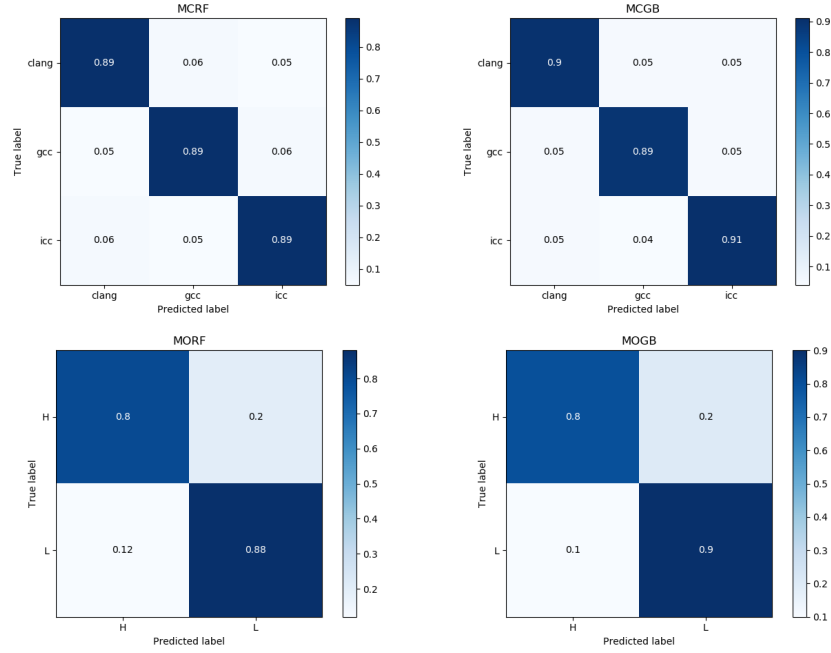 MCRF
clang
gcc
icc
True label
0.89 0.06 0.05
0.05 0.89 0.06
0.06 0.05 0.89
clang gcc icc
Predicted label
0.8
0.7
0.6
0.5
0.4
0.3
0.2
0.1
MCGB
clang
gcc
icc
True label
0.9 0.05 0.05
0.05 0.89 0.05
0.05 0.04 0.91
clang gcc icc
Predicted label
0.9
0.8
0.7
0.6
0.5
0.4
0.3
0.2
0.1
MORF
H
L
True label
0.8 0.2
0.12 0.88
H L
Predicted label
0.8
0.7
0.6
0.5
0.4
0.3
0.2
MOGB
H
L
True label
0.8 0.2
0.1 0.9
H L
Predicted label
0.9
0.8
0.7
0.6
0.5
0.4
0.3
0.2
0.1